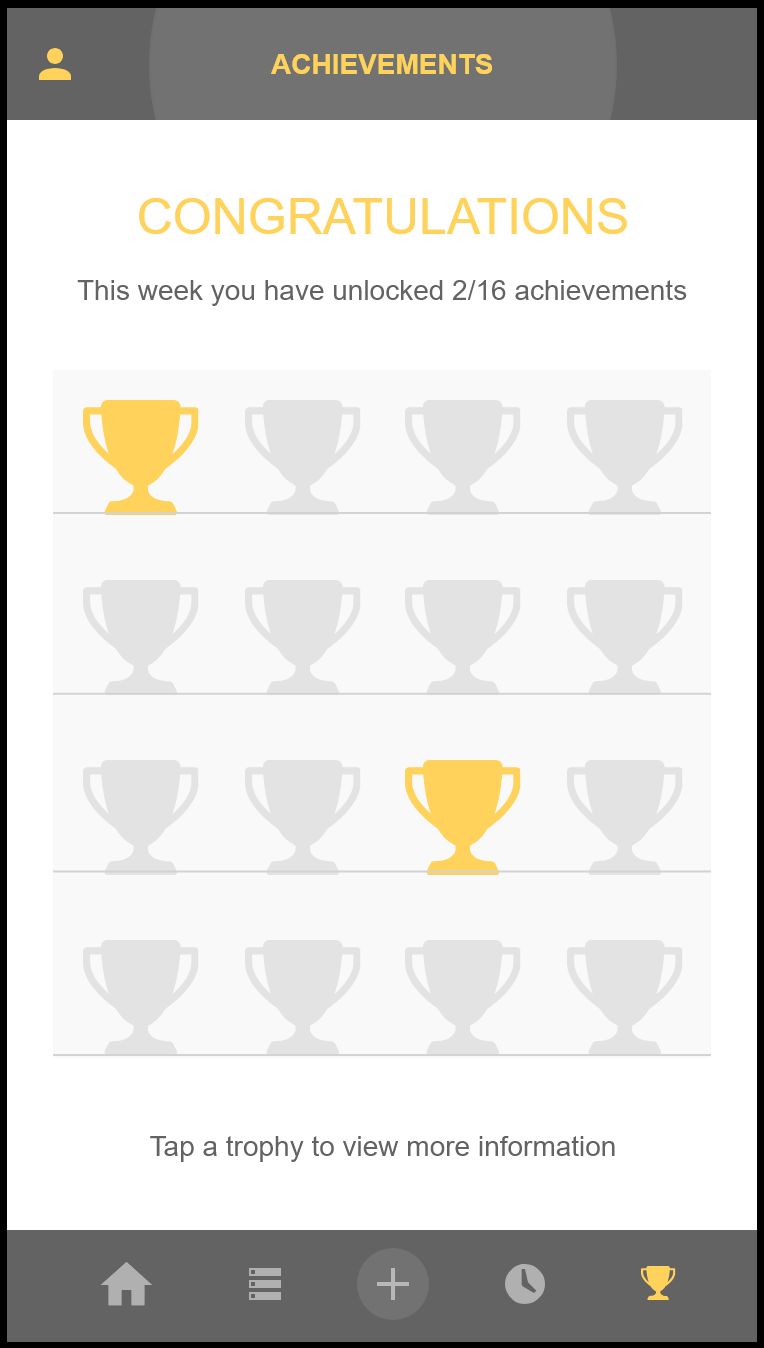 ACHIEVEMENTS
CONGRATULATIONS
This week you have unlocked 2/16 achievements
Tap a trophy to view more information